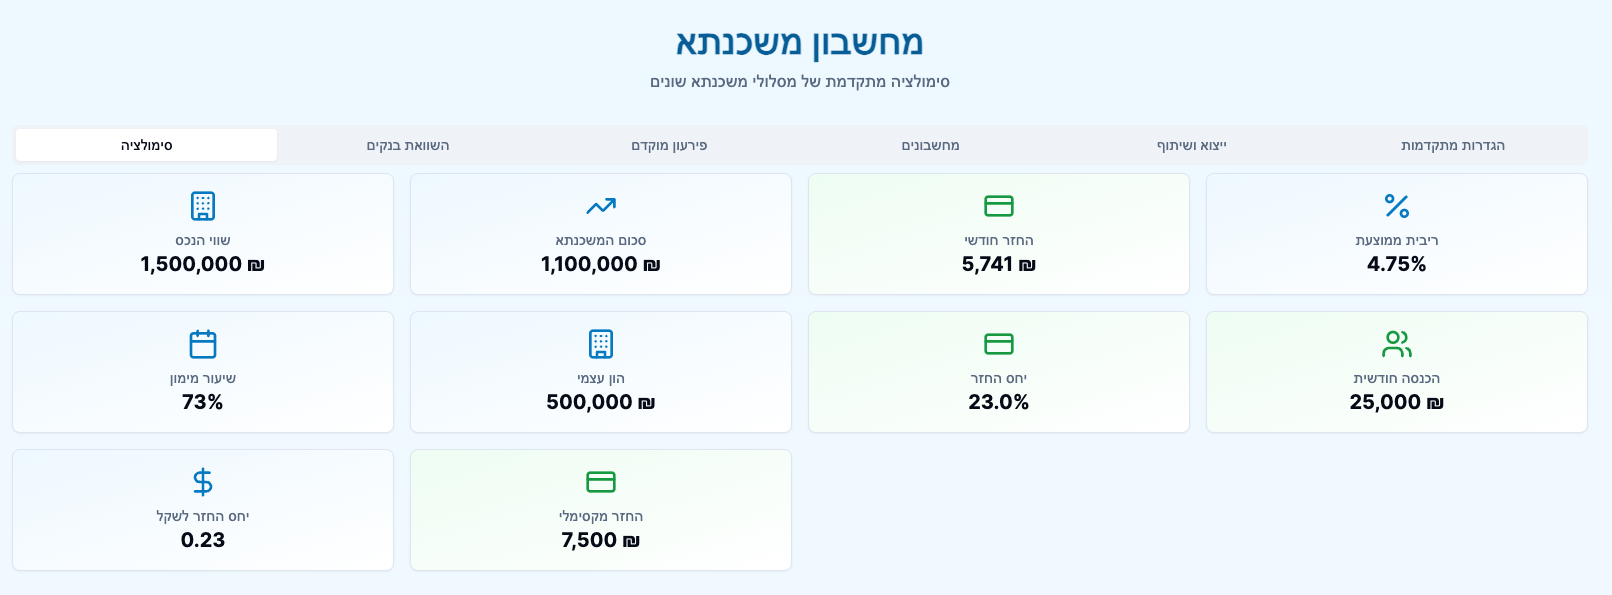 מחשבון משכנתא
סימולציה מתקדמת של מסלולי משכנתא שונים
הגדרות מתקדמות
ייצוא ושיתוף
מחשבונים
פירעון מוקדם
השוואת בנקים
סימולציה
ריבית ממוצעת
4.75%
החזר חודשי
5,741 ₪
סכום המשכנתא
1,100,000 ₪
שווי הנכס
1,500,000 ₪
הכנסה חודשית
25,000 ₪
יחס החזר
23.0%
הון עצמי
500,000 ₪
שיעור מימון
73%
החזר מקסימלי
7,500 ₪
יחס החזר לשקל
0.23